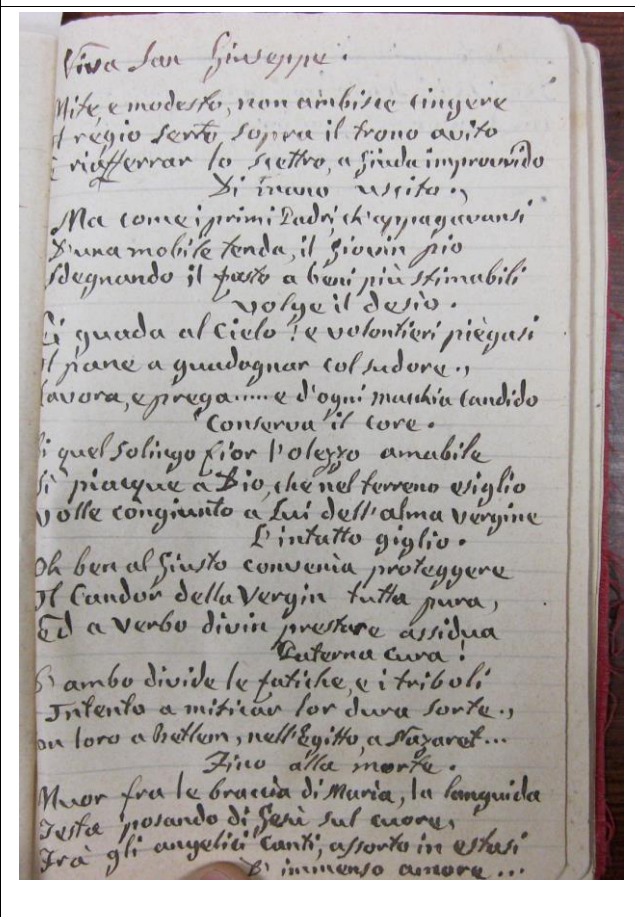 Viva San Giuseppe.
Mite, e modesto, non ambisce cingere
Il regio serto sopra il trono avito
E riafferrar lo scettro, a Giuda improvvido
Di mano uscito.,
Ma come i primi Padri, ch'appagavansi
D'una mobile tenda, il Giovin pio
Sdegnando il fasto a beni più stimabili
Volge il desio.
Ei guada al Cielo! e volontieri piègasi
Il pane a guadagnar col sudore.,
Lavora, e prega...... e d'ogni macchia candido
Conserva il core.
Di quel Solingo fior l'olezzo amabile
Sì piacque a Dio, che nel terreno esiglio
Volle congiunto a Lui dell'alma Vergine
L'intatto giglio.
Oh ben al Giusto convenìa proteggere
Il Candor della Vergin tutta pura,
Ed a Verbo divin prestare assidua
Paterna cura!
D'ambo divide le fatiche, e i triboli
Intento a miticar lor dura sorte.,
on loro a Betlem, nell'Egitto, a Nazaret...
Fino alla morte.
Muor fra le braccia di Maria, la languida
Testa posando di Gesù sul cuore,
Frà gli angelici Canti, assorto in estasi
D'immenso amore...